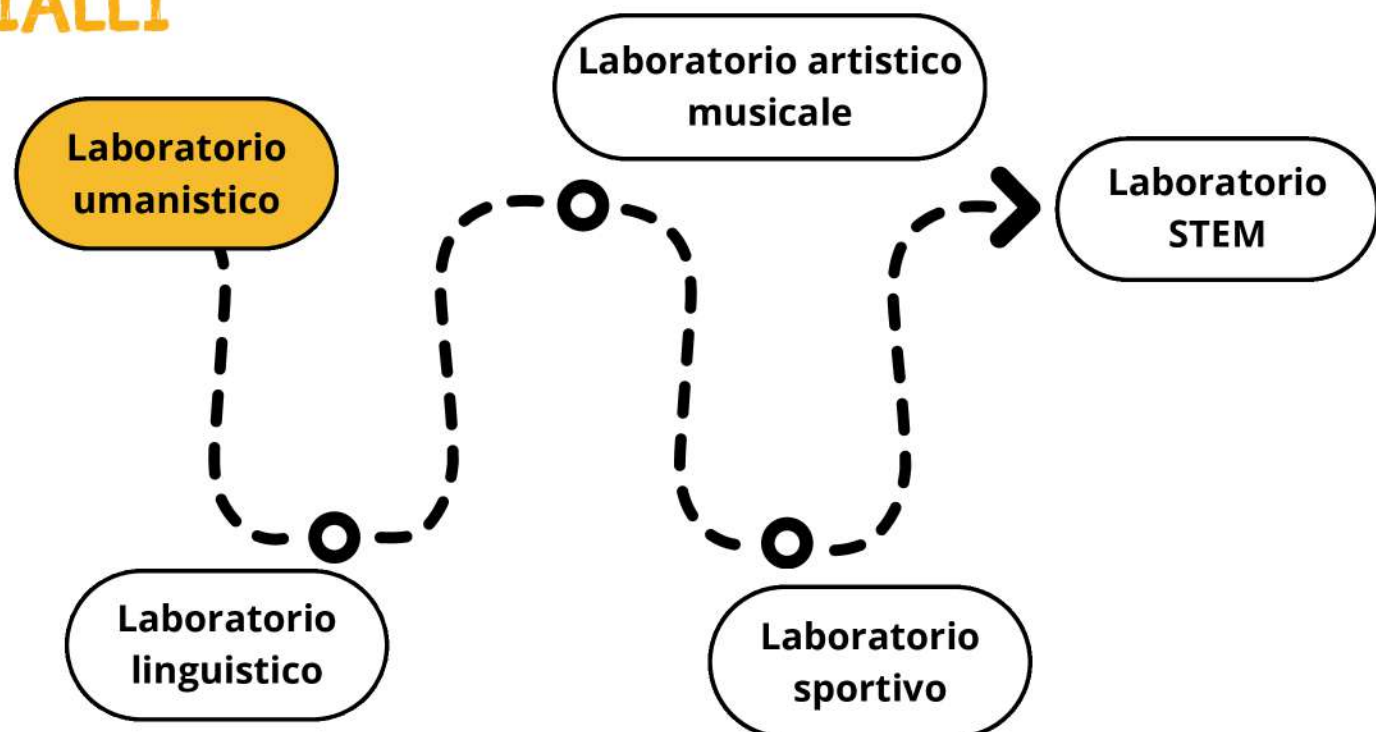 Laboratorio
umanistico
Laboratorio artistico
musicale
Laboratorio
STEM
Laboratorio
linguistico
Laboratorio
sportivo